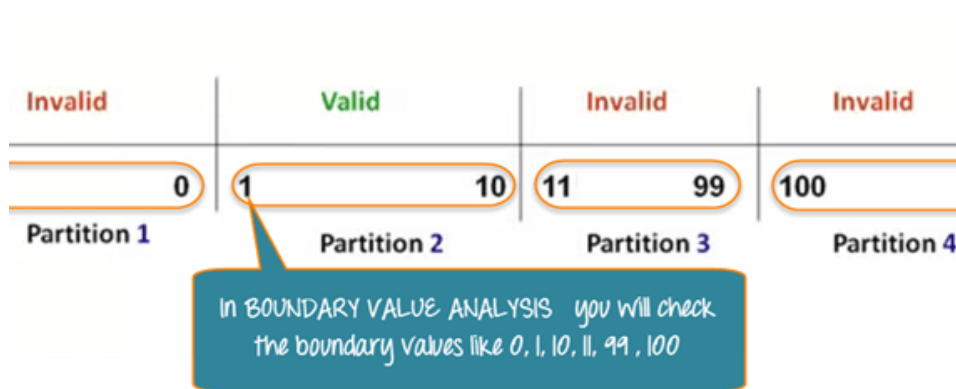 Invalid Valid Invalid Invalid
0 1 10 11 99 100
Partition 1 Partition 2 Partition 3 Partition 4
In BOUNDARY VALUE ANALYSIS you will check
the boundary values like 0, 1, 10, 11, 99 , 100